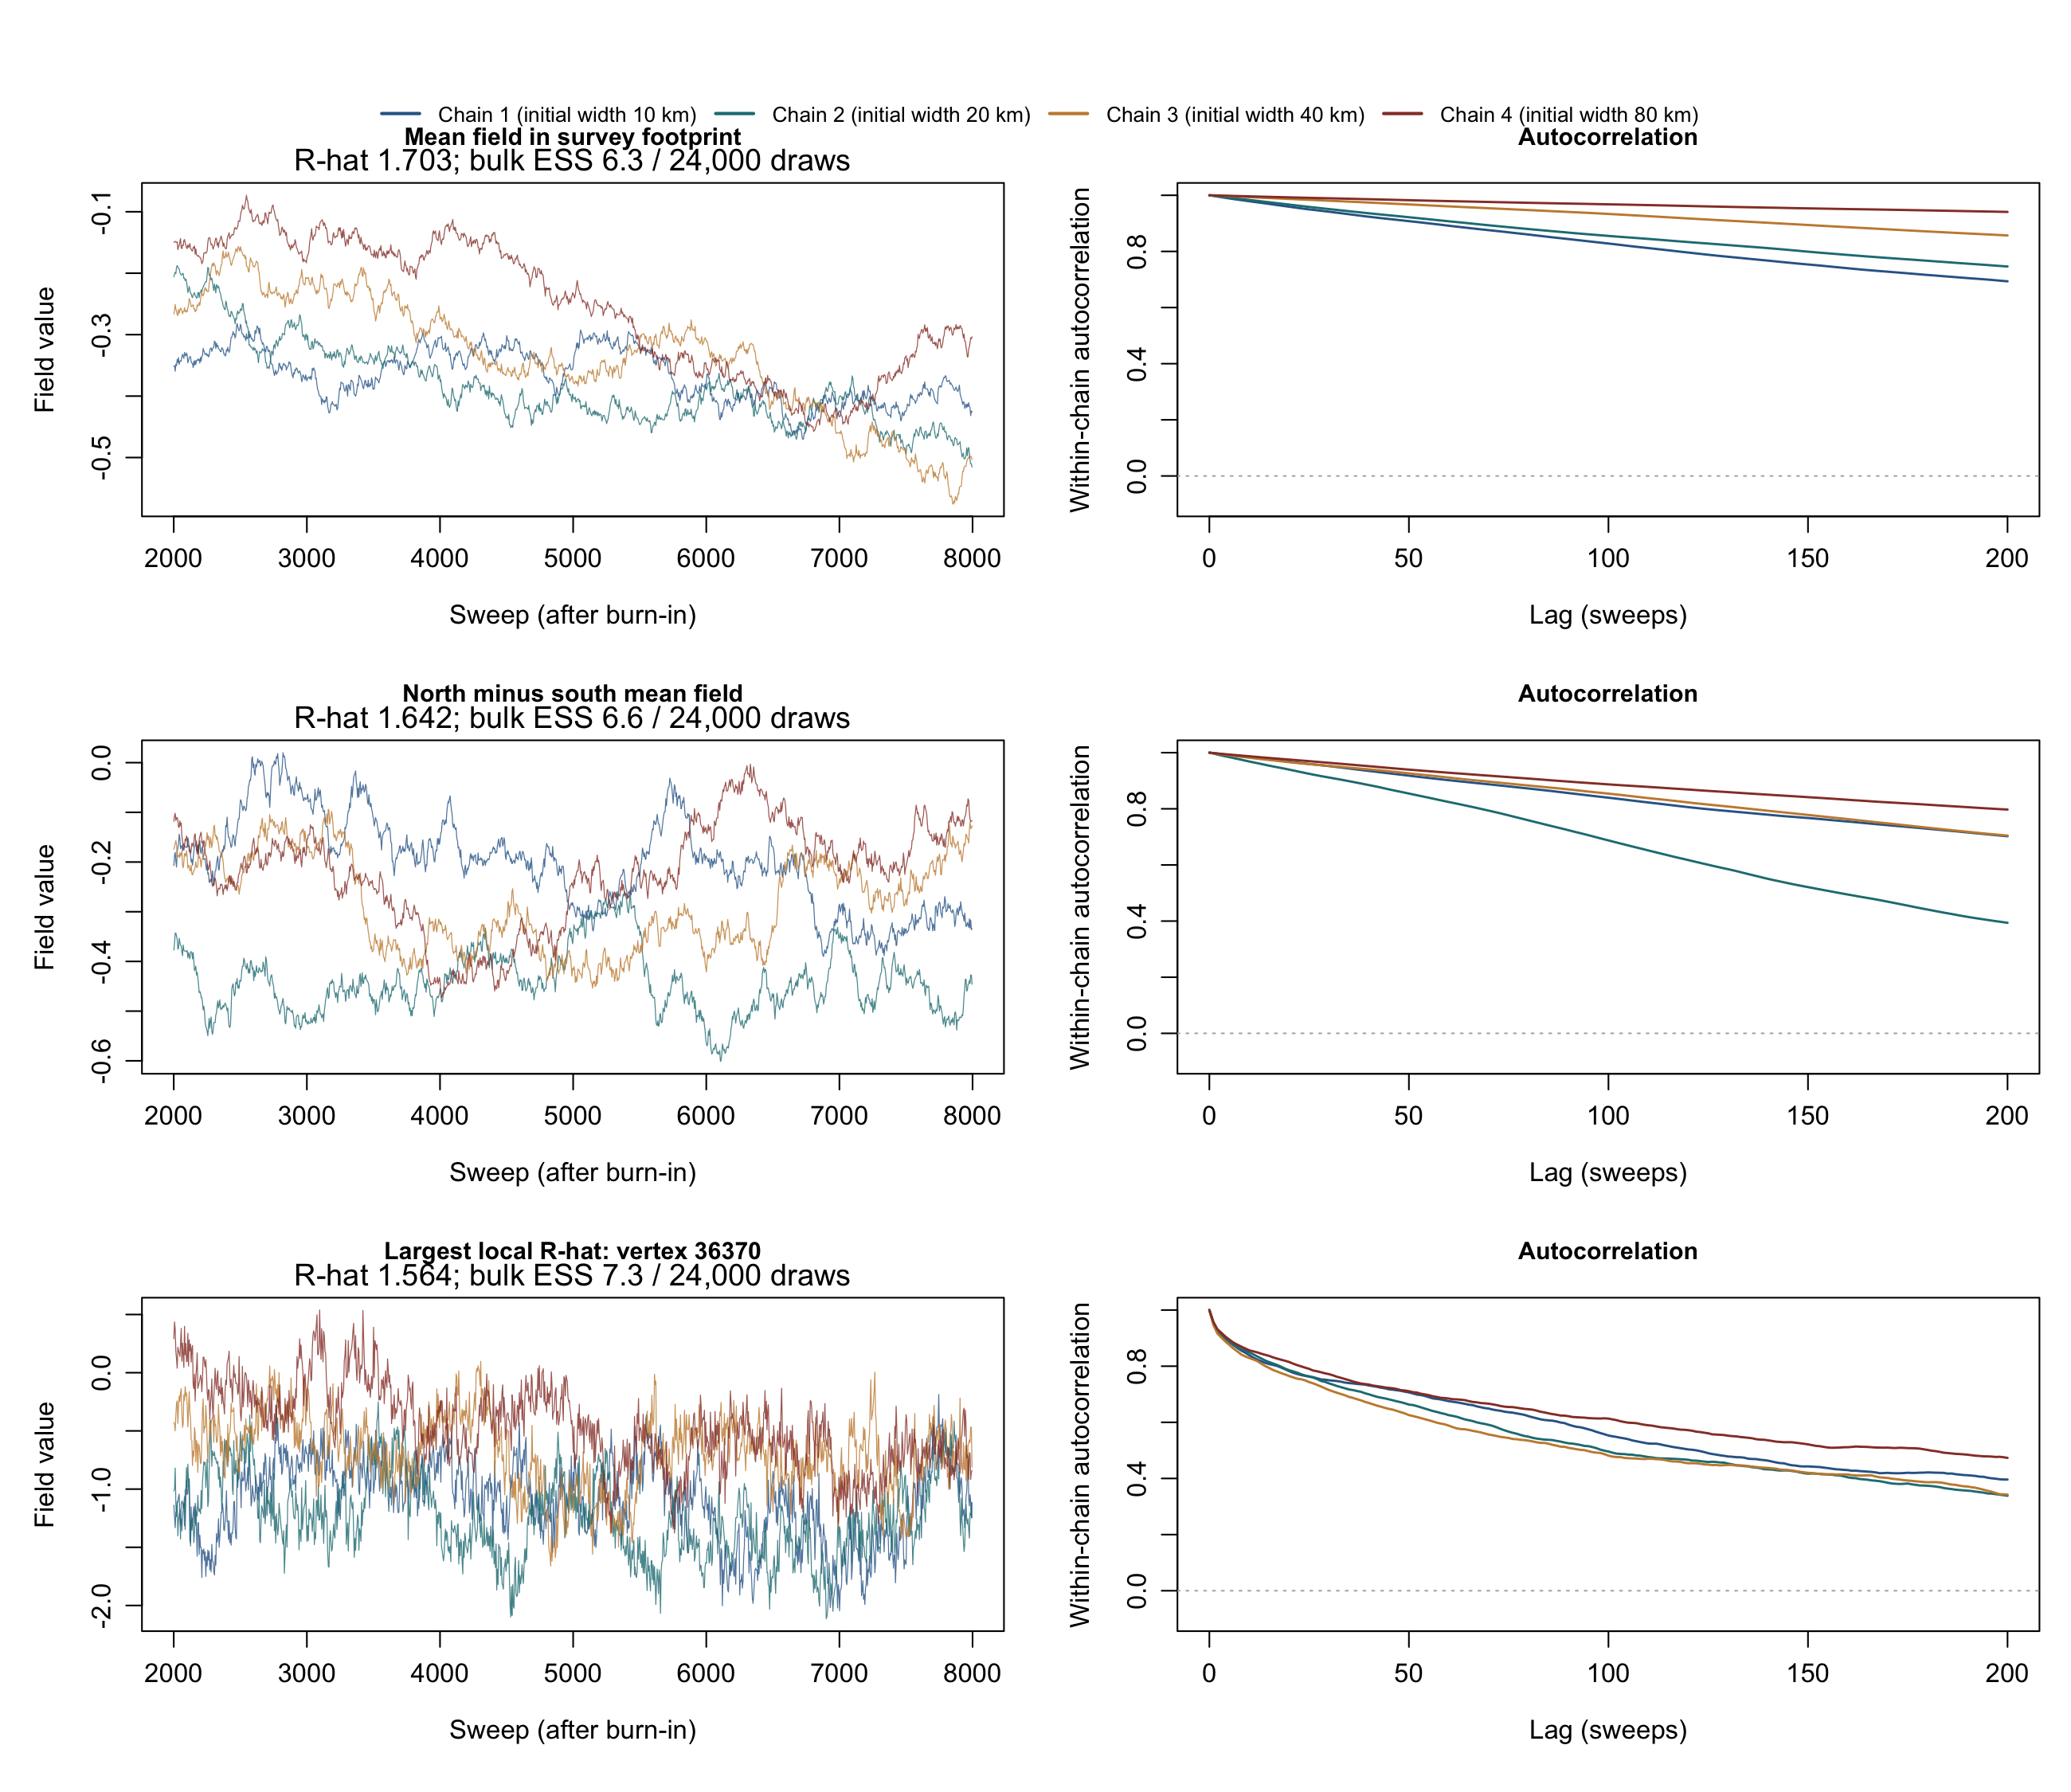 Chain 1 (initial width 10 km) Chain 2 (initial width 20 km) Chain 3 (initial width 40 km) Chain 4 (initial width 80 km)
Mean field in survey footprint
R-hat 1.703; bulk ESS 6.3 / 24,000 draws
Field value
-0.1
-0.3
-0.5
2000 3000 4000 5000 6000 7000 8000
Sweep (after burn-in)
Autocorrelation
Within-chain autocorrelation
0.8
0.4
0.0
0 50 100 150 200
Lag (sweeps)
North minus south mean field
R-hat 1.642; bulk ESS 6.6 / 24,000 draws
Field value
0.0
-0.2
-0.4
-0.6
2000 3000 4000 5000 6000 7000 8000
Sweep (after burn-in)
Autocorrelation
Within-chain autocorrelation
0.8
0.4
0.0
0 50 100 150 200
Lag (sweeps)
Largest local R-hat: vertex 36370
R-hat 1.564; bulk ESS 7.3 / 24,000 draws
Field value
0.0
-1.0
-2.0
2000 3000 4000 5000 6000 7000 8000
Sweep (after burn-in)
Autocorrelation
Within-chain autocorrelation
0.8
0.4
0.0
0 50 100 150 200
Lag (sweeps)